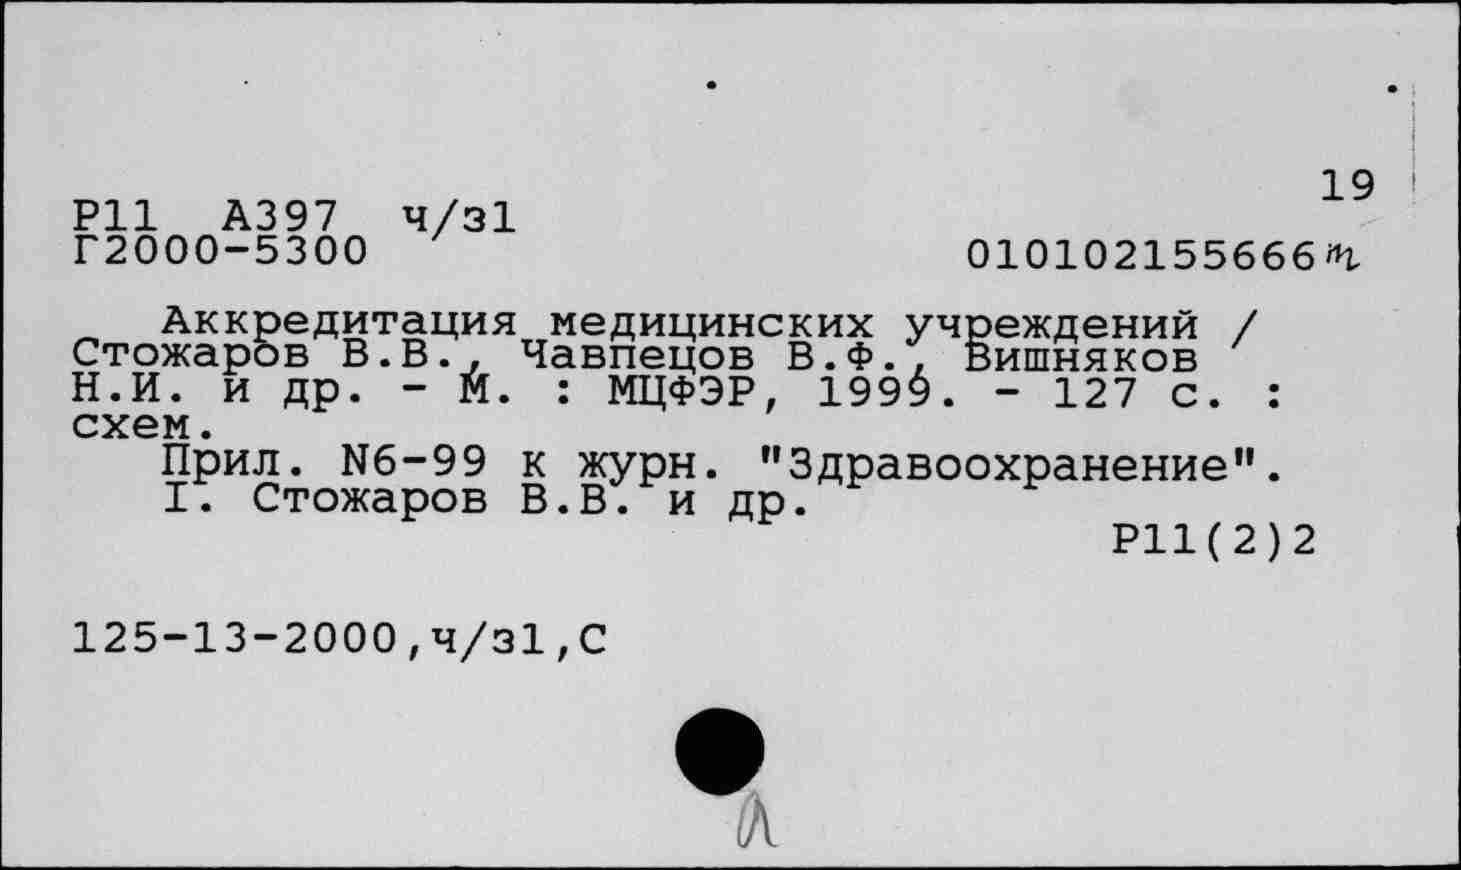 19
Р11 А397 ч/з1
Г2000-5300
010102155666
Аккредитация медицинских учреждений /
Стожаров В.В., Чавпецов В.Ф., Вишняков
Н.И. и др. - М. : МЦФЭР, 1999. - 127 с. :
схем.
Прил. N6-99 к журн. "Здравоохранение".
I. Стожаров В.В. и др.
Р11(2)2
125-13-2000,ч/з1,С